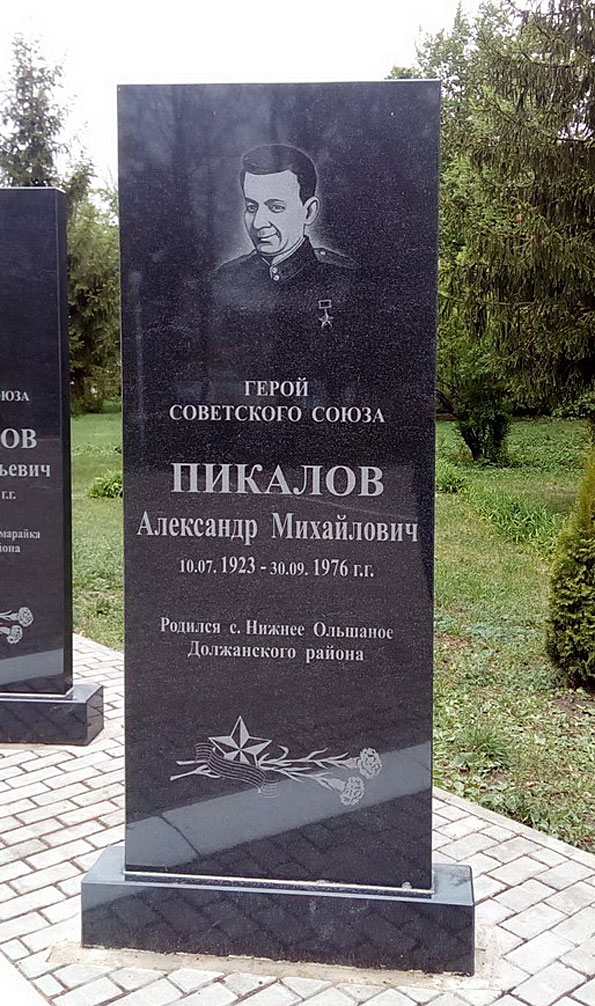 ГЕРОЙ
СОВЕТСКОГО СОЮЗА
ПИКАЛОВ
Александр Михайлович
10.07. 1923 - 30.09. 1976 г.г.
Родился с. Нижнее Ольшаное
Должанского района